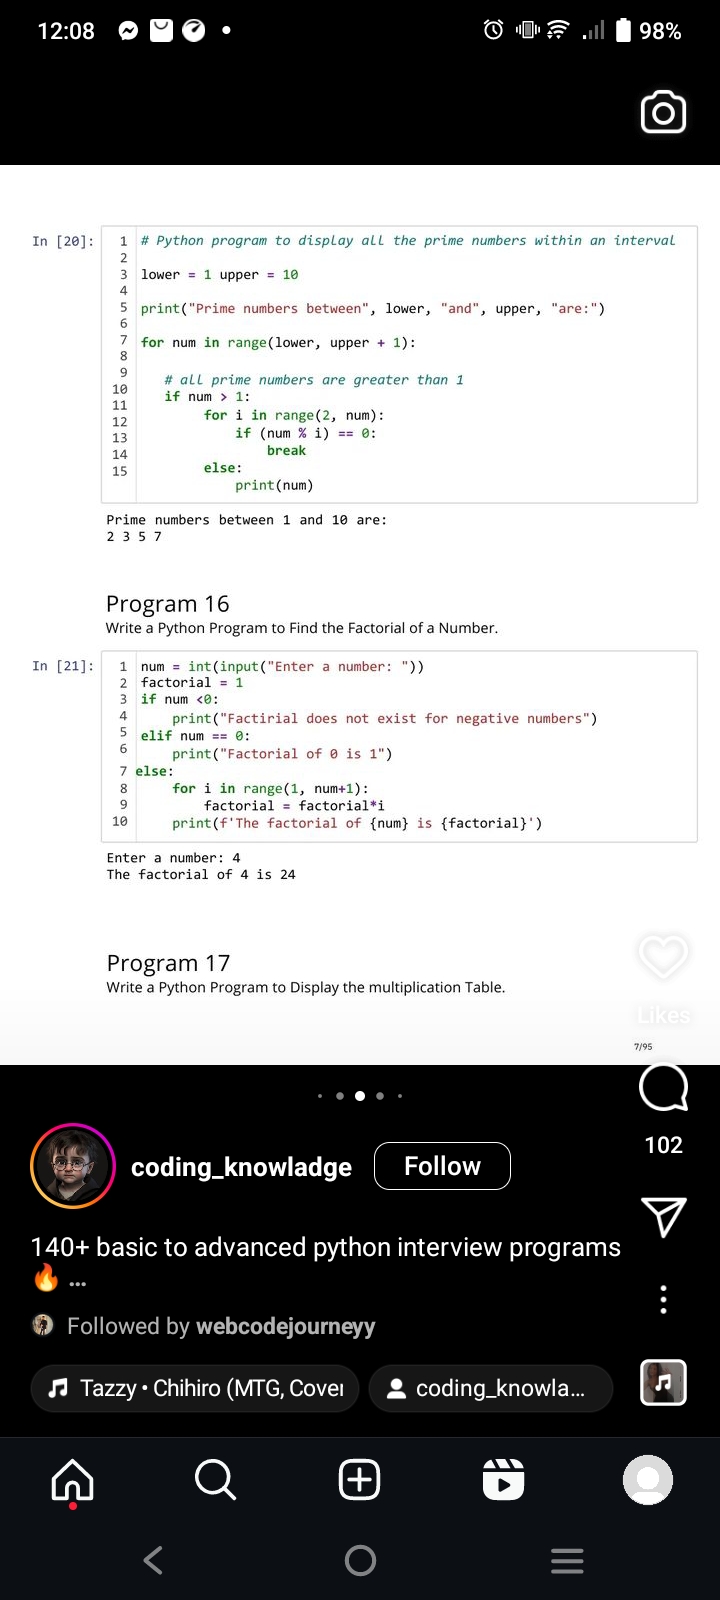 12:08
98%
In [20]:
1 # Python program to display all the prime numbers within an interval
2
3 lower = 1 upper = 10
4
5 print("Prime numbers between", lower, "and", upper, "are:")
6
7 for num in range(lower, upper + 1):
8
9 # all prime numbers are greater than 1
10 if num > 1:
11 for i in range(2, num):
12 if (num % i) == 0:
13 break
14 else:
15 print(num)
Prime numbers between 1 and 10 are:
2 3 5 7
Program 16
Write a Python Program to Find the Factorial of a Number.
In [21]:
1 num = int(input("Enter a number: "))
2 factorial = 1
3 if num <0:
4 print("Factirial does not exist for negative numbers")
5 elif num == 0:
6 print("Factorial of 0 is 1")
7 else:
8 for i in range(1, num+1):
9 factorial = factorial*i
10 print(f'The factorial of {num} is {factorial}')
Enter a number: 4
The factorial of 4 is 24
Program 17
Write a Python Program to Display the multiplication Table.
Likes
7/95
102
coding_knowladge
Follow
140+ basic to advanced python interview programs
🔥 ...
Followed by webcodejourneyy
Tazzy • Chihiro (MTG, Cover
coding_knowla...